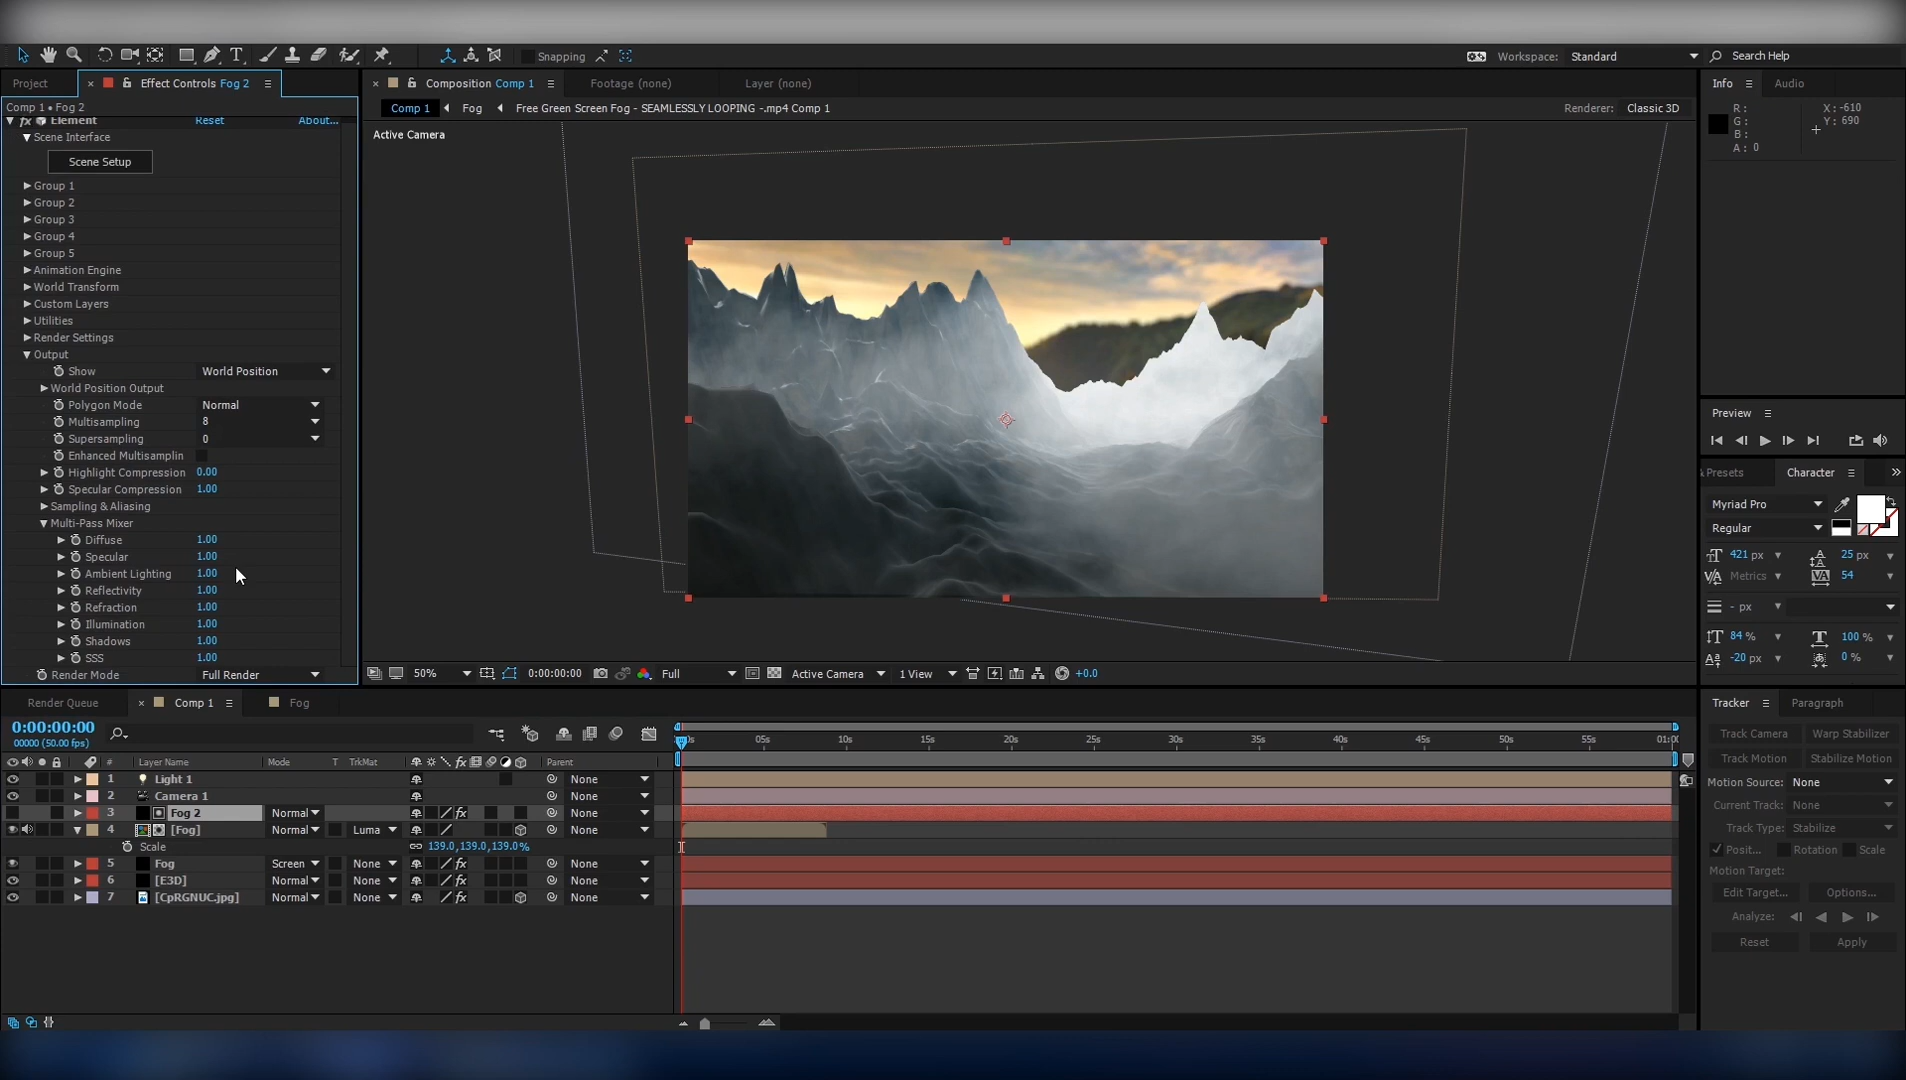 Snapping
Workspace: Standard
Search Help
Project
Effect Controls Fog 2
Composition Comp 1
Footage (none)
Layer (none)
Info
Audio
Comp 1 • Fog 2
Comp 1
Fog
Free Green Screen Fog - SEAMLESSLY LOOPING -.mp4 Comp 1
Renderer: Classic 3D
R :
G :
B :
A : 0
X : -610
Y : 690
fx Element
Reset
About...
Active Camera
Scene Interface
Scene Setup
Group 1
Group 2
Group 3
Group 4
Group 5
Animation Engine
World Transform
Custom Layers
Utilities
Render Settings
Output
Show World Position
World Position Output
Polygon Mode Normal
Multisampling 8
Supersampling 0
Enhanced Multisamplin
Highlight Compression 0.00
Specular Compression 1.00
Sampling & Aliasing
Multi-Pass Mixer
Diffuse 1.00
Specular 1.00
Ambient Lighting 1.00
Reflectivity 1.00
Refraction 1.00
Illumination 1.00
Shadows 1.00
SSS 1.00
Render Mode Full Render
50%
0:00:00:00
Full
Active Camera
1 View
+0.0
Preview
Presets
Character
Myriad Pro
Regular
421 px
25 px
Metrics
54
- px
84 %
100 %
-20 px
0 %
Render Queue
Comp 1
Fog
Tracker
Paragraph
0:00:00:00
00000 (50.00 fps)
05s 10s 15s 20s 25s 30s 35s 40s 45s 50s 55s 01:00
# Layer Name Mode T TrkMat fx Parent
1 Light 1 None
2 Camera 1 None
3 Fog 2 Normal fx None
4 [Fog] Normal Luma None
Scale 139.0,139.0,139.0%
5 Fog Screen None fx None
6 [E3D] Normal None fx None
7 [CpRGNUC.jpg] Normal None fx None
Track Camera
Warp Stabilizer
Track Motion
Stabilize Motion
Motion Source: None
Current Track: None
Track Type: Stabilize
Posit...
Rotation
Scale
Motion Target:
Edit Target...
Options...
Analyze:
Reset
Apply